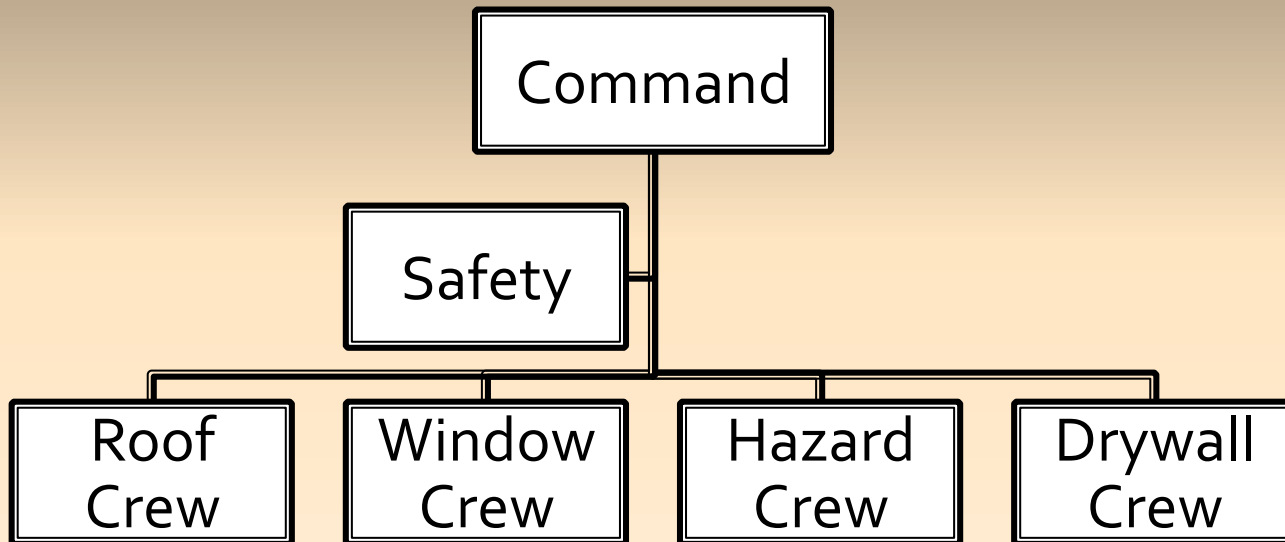 Command
Safety
Roof
Crew
Window
Crew
Hazard
Crew
Drywall
Crew